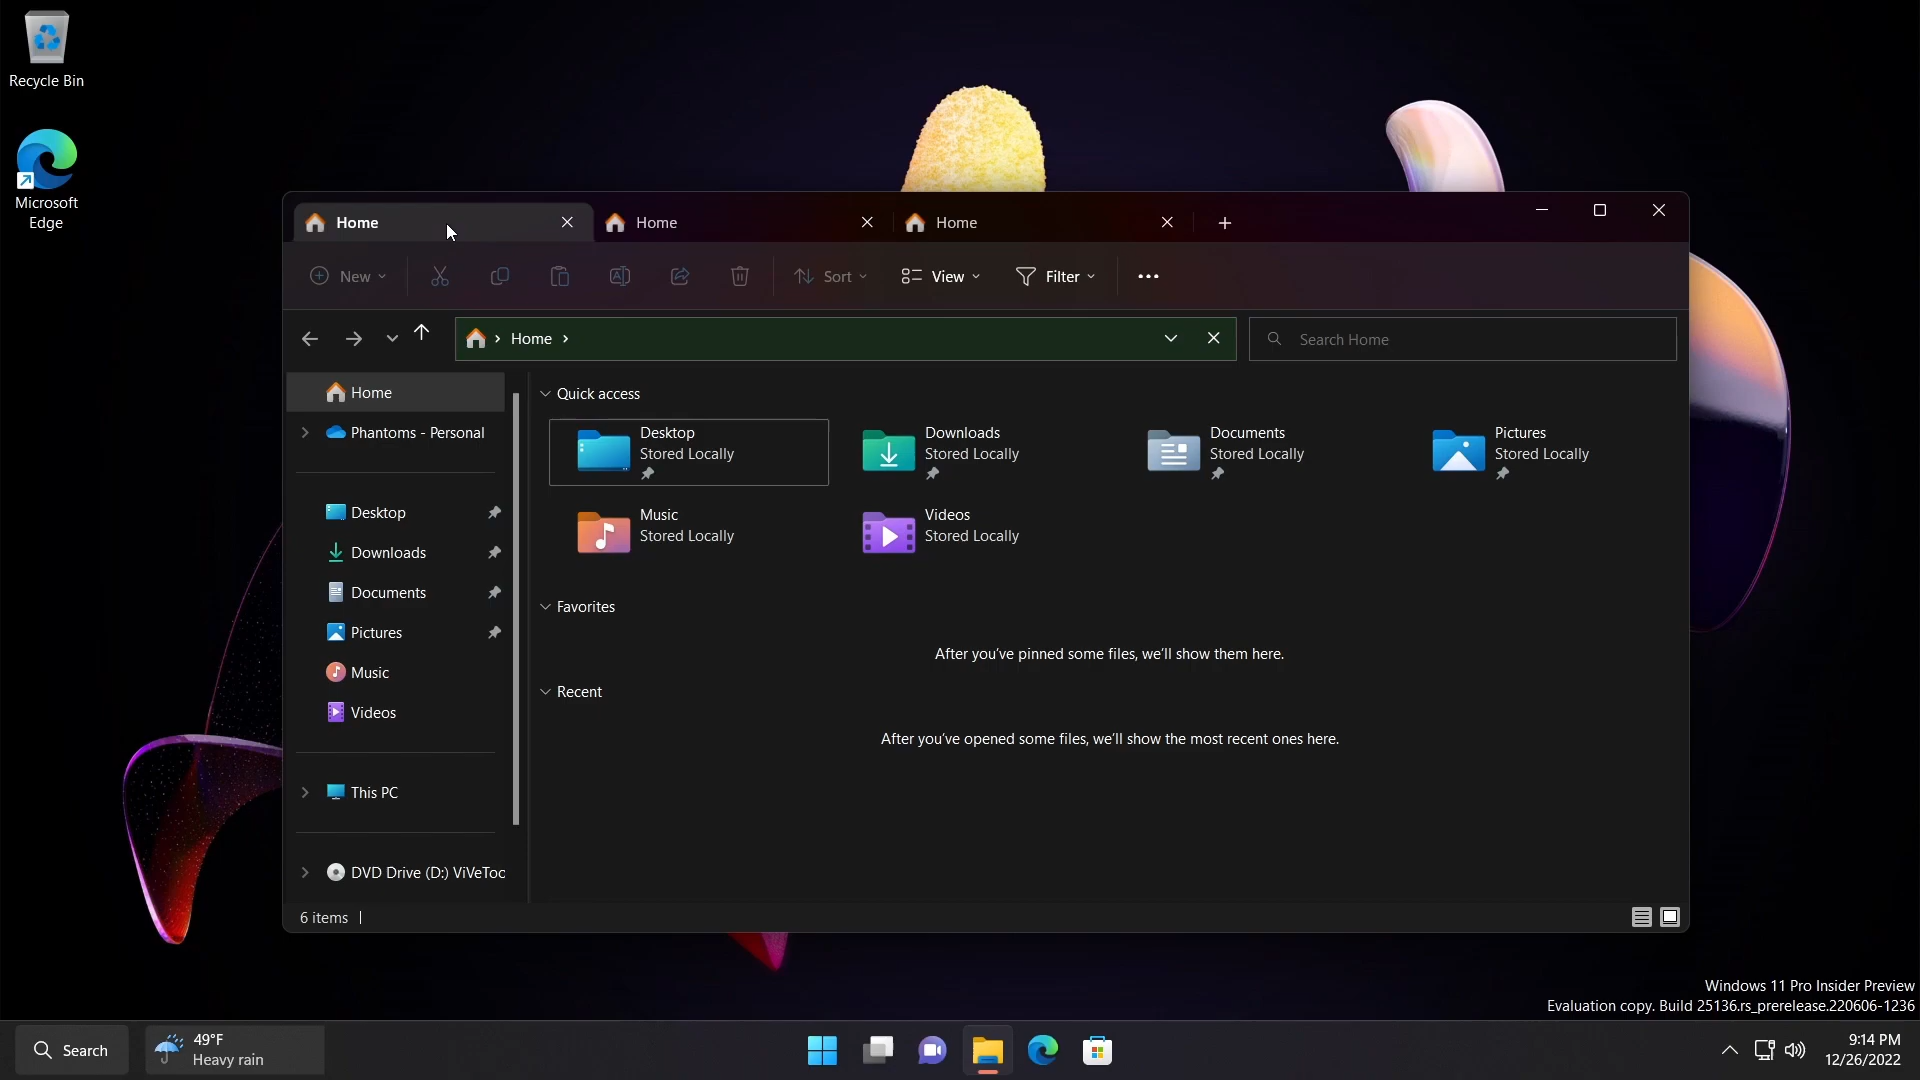 Recycle Bin
Microsoft
Edge
Home
Home
Home
New
Sort
View
Filter
Home
Search Home
Home
Phantoms - Personal
Desktop
Downloads
Documents
Pictures
Music
Videos
This PC
DVD Drive (D:) ViVeToo
Quick access
Desktop
Stored Locally
Downloads
Stored Locally
Documents
Stored Locally
Pictures
Stored Locally
Music
Stored Locally
Videos
Stored Locally
Favorites
After you've pinned some files, we'll show them here.
Recent
After you've opened some files, we'll show the most recent ones here.
6 items
Windows 11 Pro Insider Preview
Evaluation copy. Build 25136.rs_prerelease.220606-1236
Search
49°F
Heavy rain
9:14 PM
12/26/2022